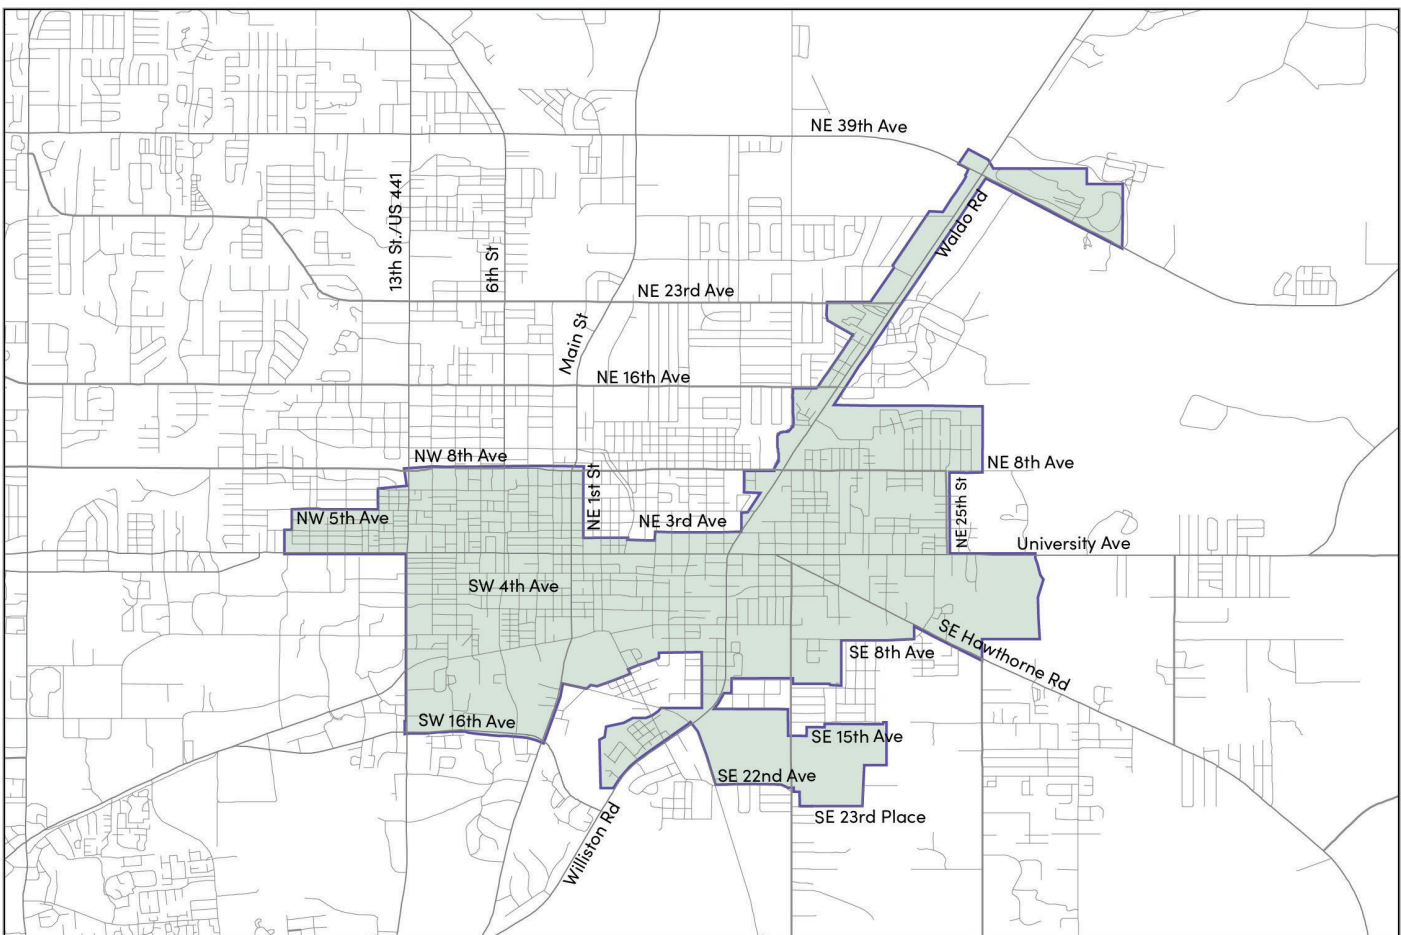 NE 39th Ave
13th St./US 441
6th St
Waldo Rd
NE 23rd Ave
Main St
NE 16th Ave
NW 8th Ave
NE 8th Ave
NE 1st St
NE 25th St
NW 5th Ave
NE 3rd Ave
University Ave
SW 4th Ave
SE 8th Ave
SE Hawthorne Rd
SW 16th Ave
SE 15th Ave
SE 22nd Ave
SE 23rd Place
Williston Rd